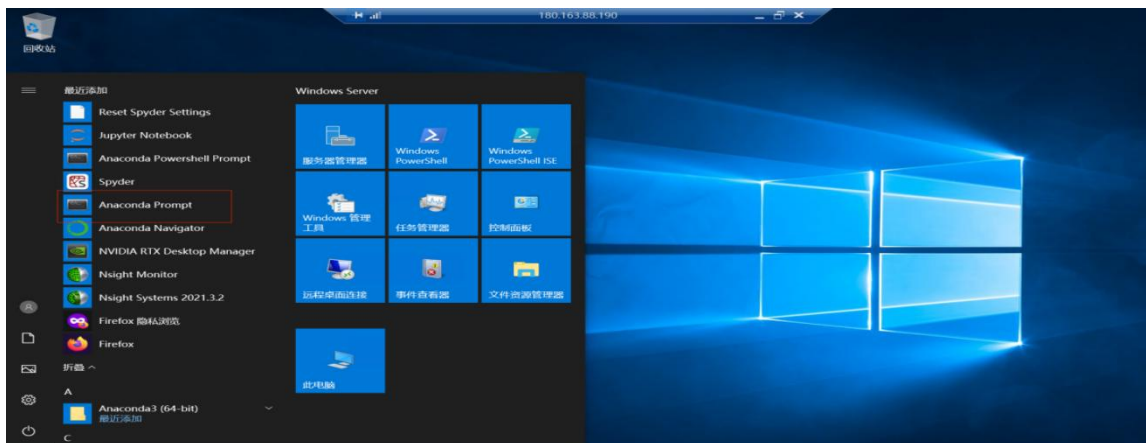 180.163.88.190
回收站
最近添加
Reset Spyder Settings
Jupyter Notebook
Anaconda Powershell Prompt
Spyder
Anaconda Prompt
Anaconda Navigator
NVIDIA RTX Desktop Manager
Nsight Monitor
Nsight Systems 2021.3.2
Firefox 隐私浏览
Firefox
折叠
A
Anaconda3 (64-bit)
最近添加
C
Windows Server
服务器管理器
Windows PowerShell
Windows PowerShell ISE
Windows 管理工具
任务管理器
控制面板
远程桌面连接
事件查看器
文件资源管理器
此电脑